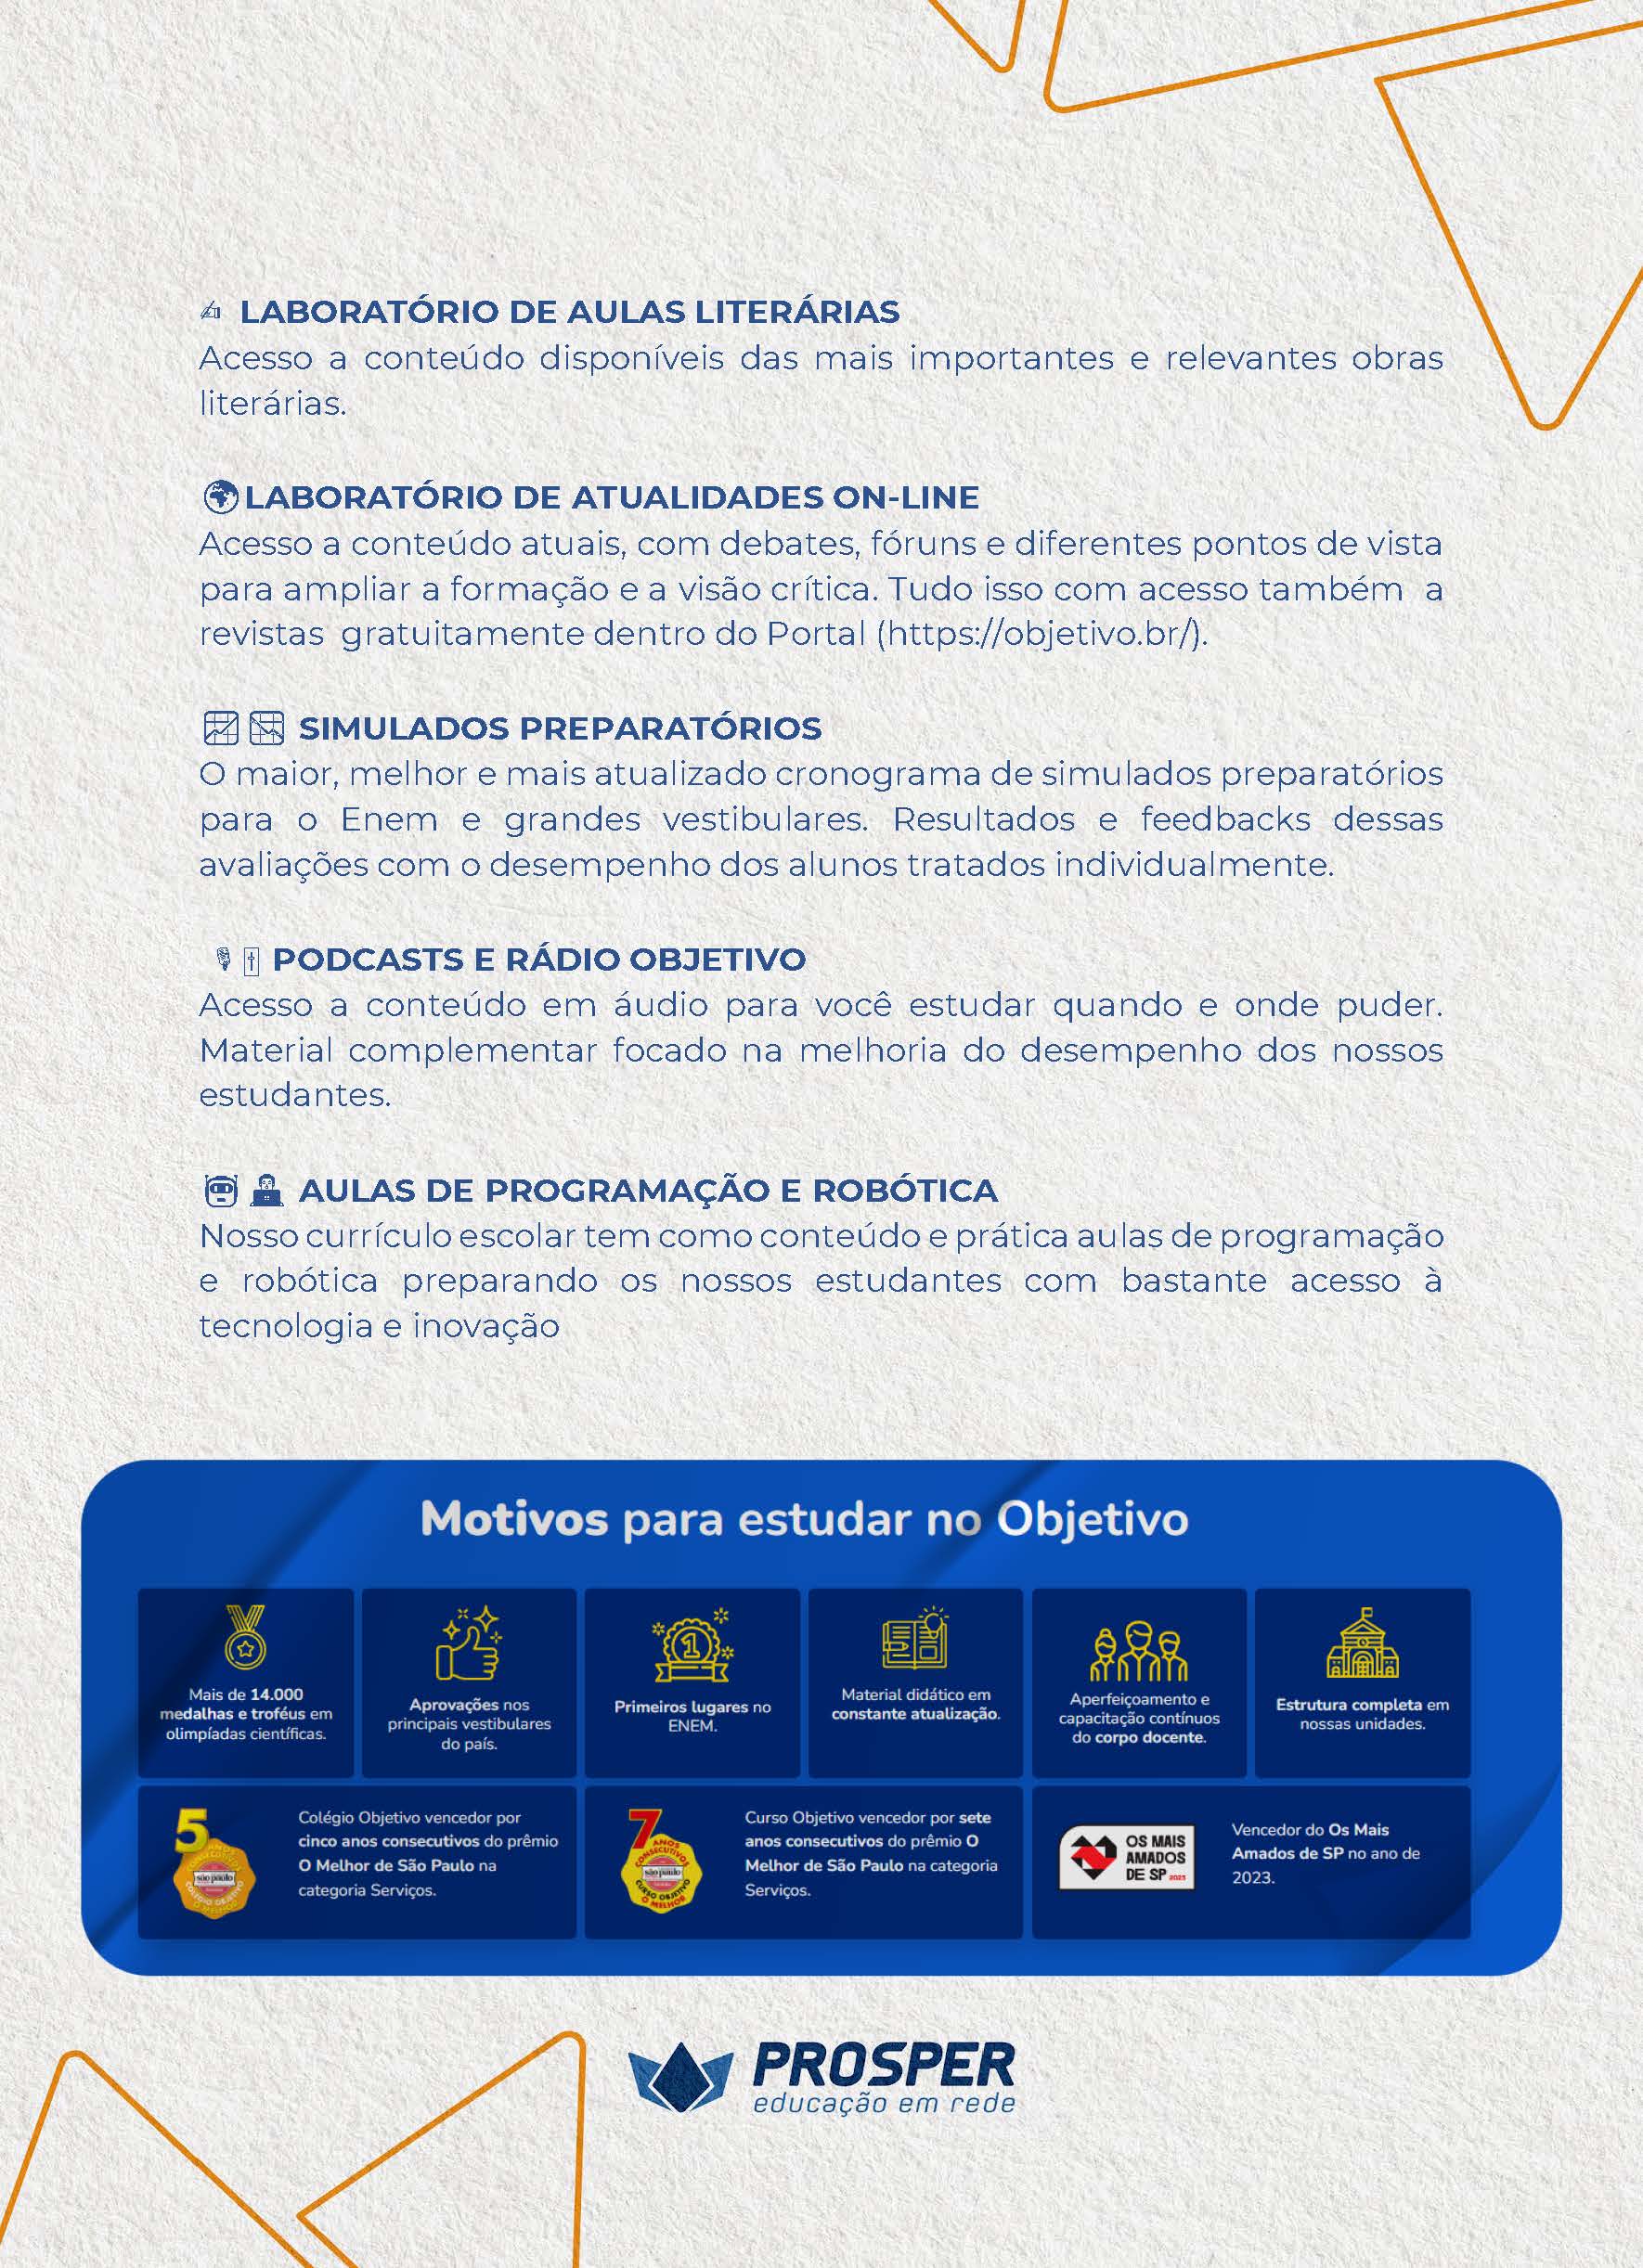 ✍ LABORATÓRIO DE AULAS LITERÁRIAS
Acesso a conteúdo disponíveis das mais importantes e relevantes obras
literárias.
🌍 LABORATÓRIO DE ATUALIDADES ON-LINE
Acesso a conteúdo atuais, com debates, fóruns e diferentes pontos de vista
para ampliar a formação e a visão crítica. Tudo isso com acesso também a
revistas gratuitamente dentro do Portal (https://objetivo.br/).
📈 📉 SIMULADOS PREPARATÓRIOS
O maior, melhor e mais atualizado cronograma de simulados preparatórios
para o Enem e grandes vestibulares. Resultados e feedbacks dessas
avaliações com o desempenho dos alunos tratados individualmente.
🎙 🎚 PODCASTS E RÁDIO OBJETIVO
Acesso a conteúdo em áudio para você estudar quando e onde puder.
Material complementar focado na melhoria do desempenho dos nossos
estudantes.
🤖 👨‍💻 AULAS DE PROGRAMAÇÃO E ROBÓTICA
Nosso currículo escolar tem como conteúdo e prática aulas de programação
e robótica preparando os nossos estudantes com bastante acesso à
tecnologia e inovação
Motivos para estudar no Objetivo
Mais de 14.000
medalhas e troféus em
olimpíadas científicas.
Aprovações nos
principais vestibulares
do país.
1
Primeiros lugares no
ENEM.
Material didático em
constante atualização.
Aperfeiçoamento e
capacitação contínuos
do corpo docente.
Estrutura completa em
nossas unidades.
5
CONSECUTIVOS
são paulo
COLÉGIO OBJETIVO
O MELHOR
Colégio Objetivo vencedor por
cinco anos consecutivos do prêmio
O Melhor de São Paulo na
categoria Serviços.
7
ANOS
CONSECUTIVOS
são paulo
CURSO OBJETIVO
O MELHOR
Curso Objetivo vencedor por sete
anos consecutivos do prêmio O
Melhor de São Paulo na categoria
Serviços.
OS MAIS
AMADOS
DE SP 2023
Vencedor do Os Mais
Amados de SP no ano de
2023.
PROSPER
educação em rede